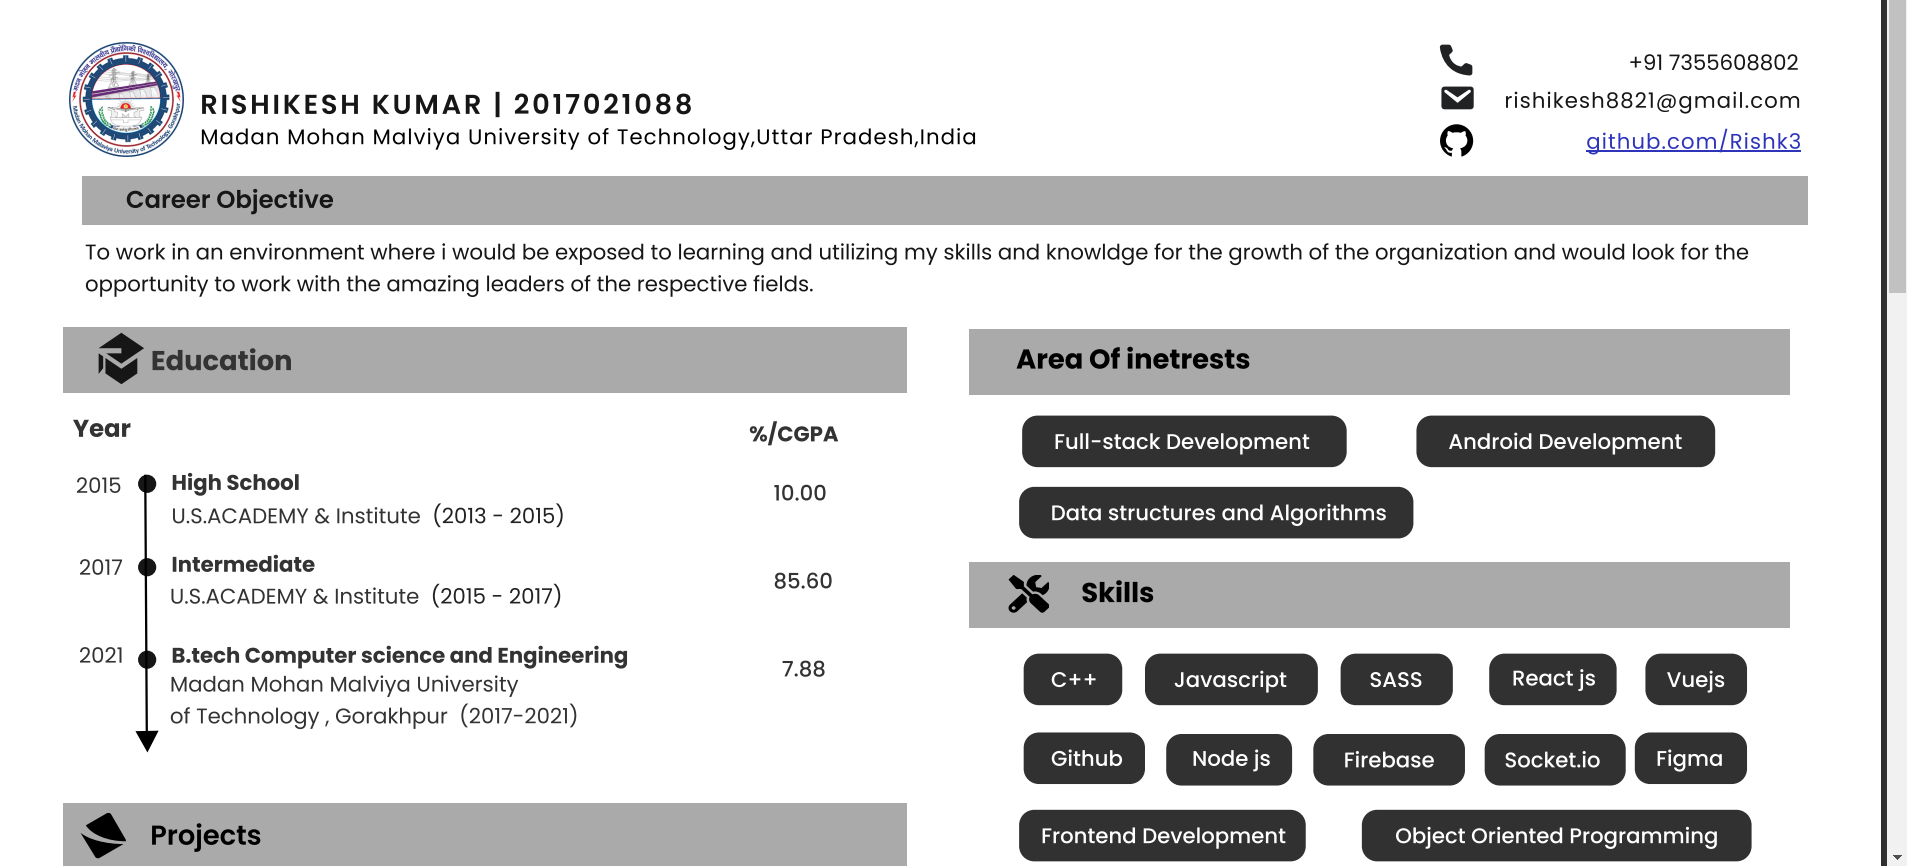 RISHIKESH KUMAR | 2017021088
Madan Mohan Malviya University of Technology,Uttar Pradesh,India
+91 7355608802
rishikesh8821@gmail.com
github.com/Rishk3
Career Objective
To work in an environment where i would be exposed to learning and utilizing my skills and knowldge for the growth of the organization and would look for the
opportunity to work with the amazing leaders of the respective fields.
Education
Year
%/CGPA
2015
High School
10.00
U.S.ACADEMY & Institute (2013 - 2015)
2017
Intermediate
85.60
U.S.ACADEMY & Institute (2015 - 2017)
2021
B.tech Computer science and Engineering
7.88
Madan Mohan Malviya University
of Technology , Gorakhpur (2017-2021)
Projects
Area Of inetrests
Full-stack Development
Android Development
Data structures and Algorithms
Skills
C++
Javascript
SASS
React js
Vuejs
Github
Node js
Firebase
Socket.io
Figma
Frontend Development
Object Oriented Programming